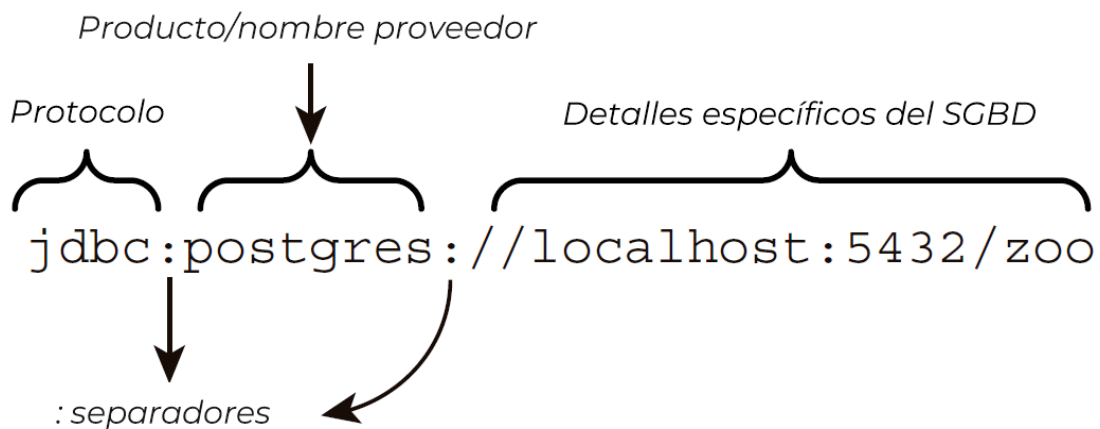 Producto/nombre proveedor
Protocolo
Detalles específicos del SGBD
jdbc:postgres://localhost:5432/zoo
: separadores